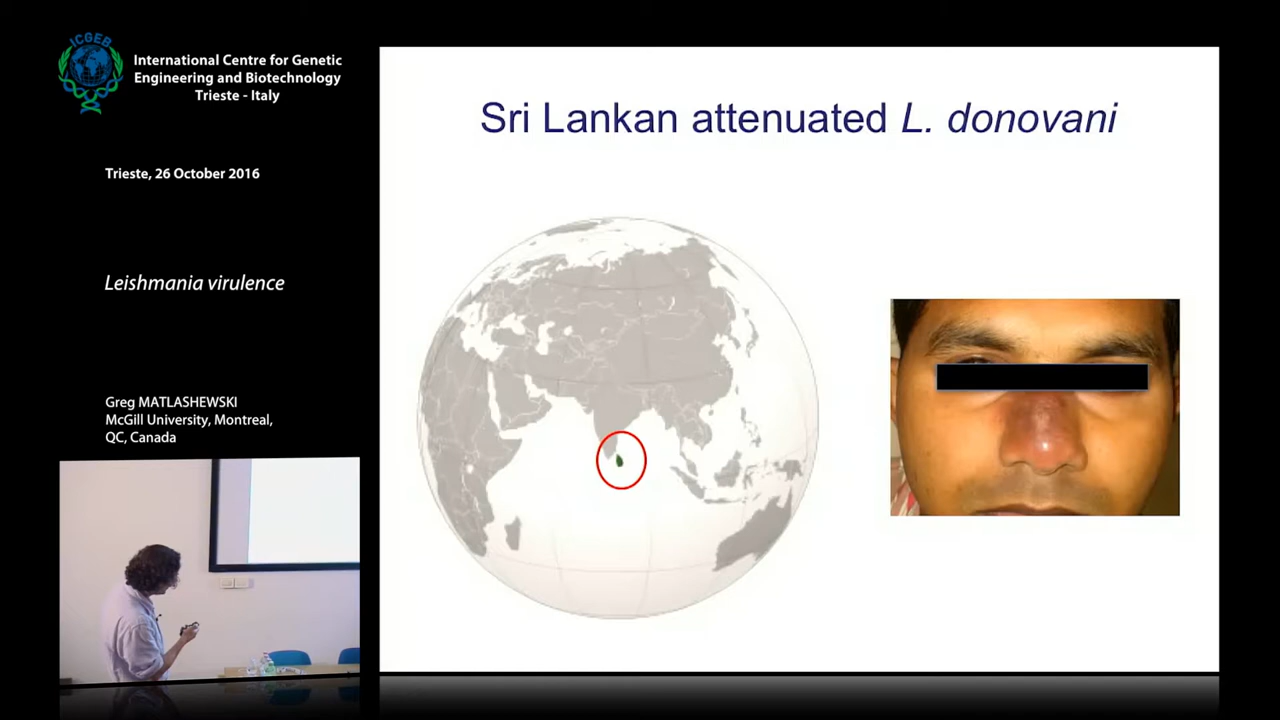 ICGEB
International Centre for Genetic
Engineering and Biotechnology
Trieste - Italy
Trieste, 26 October 2016
Leishmania virulence
Greg MATLASHEWSKI
McGill University, Montreal,
QC, Canada
Sri Lankan attenuated L. donovani